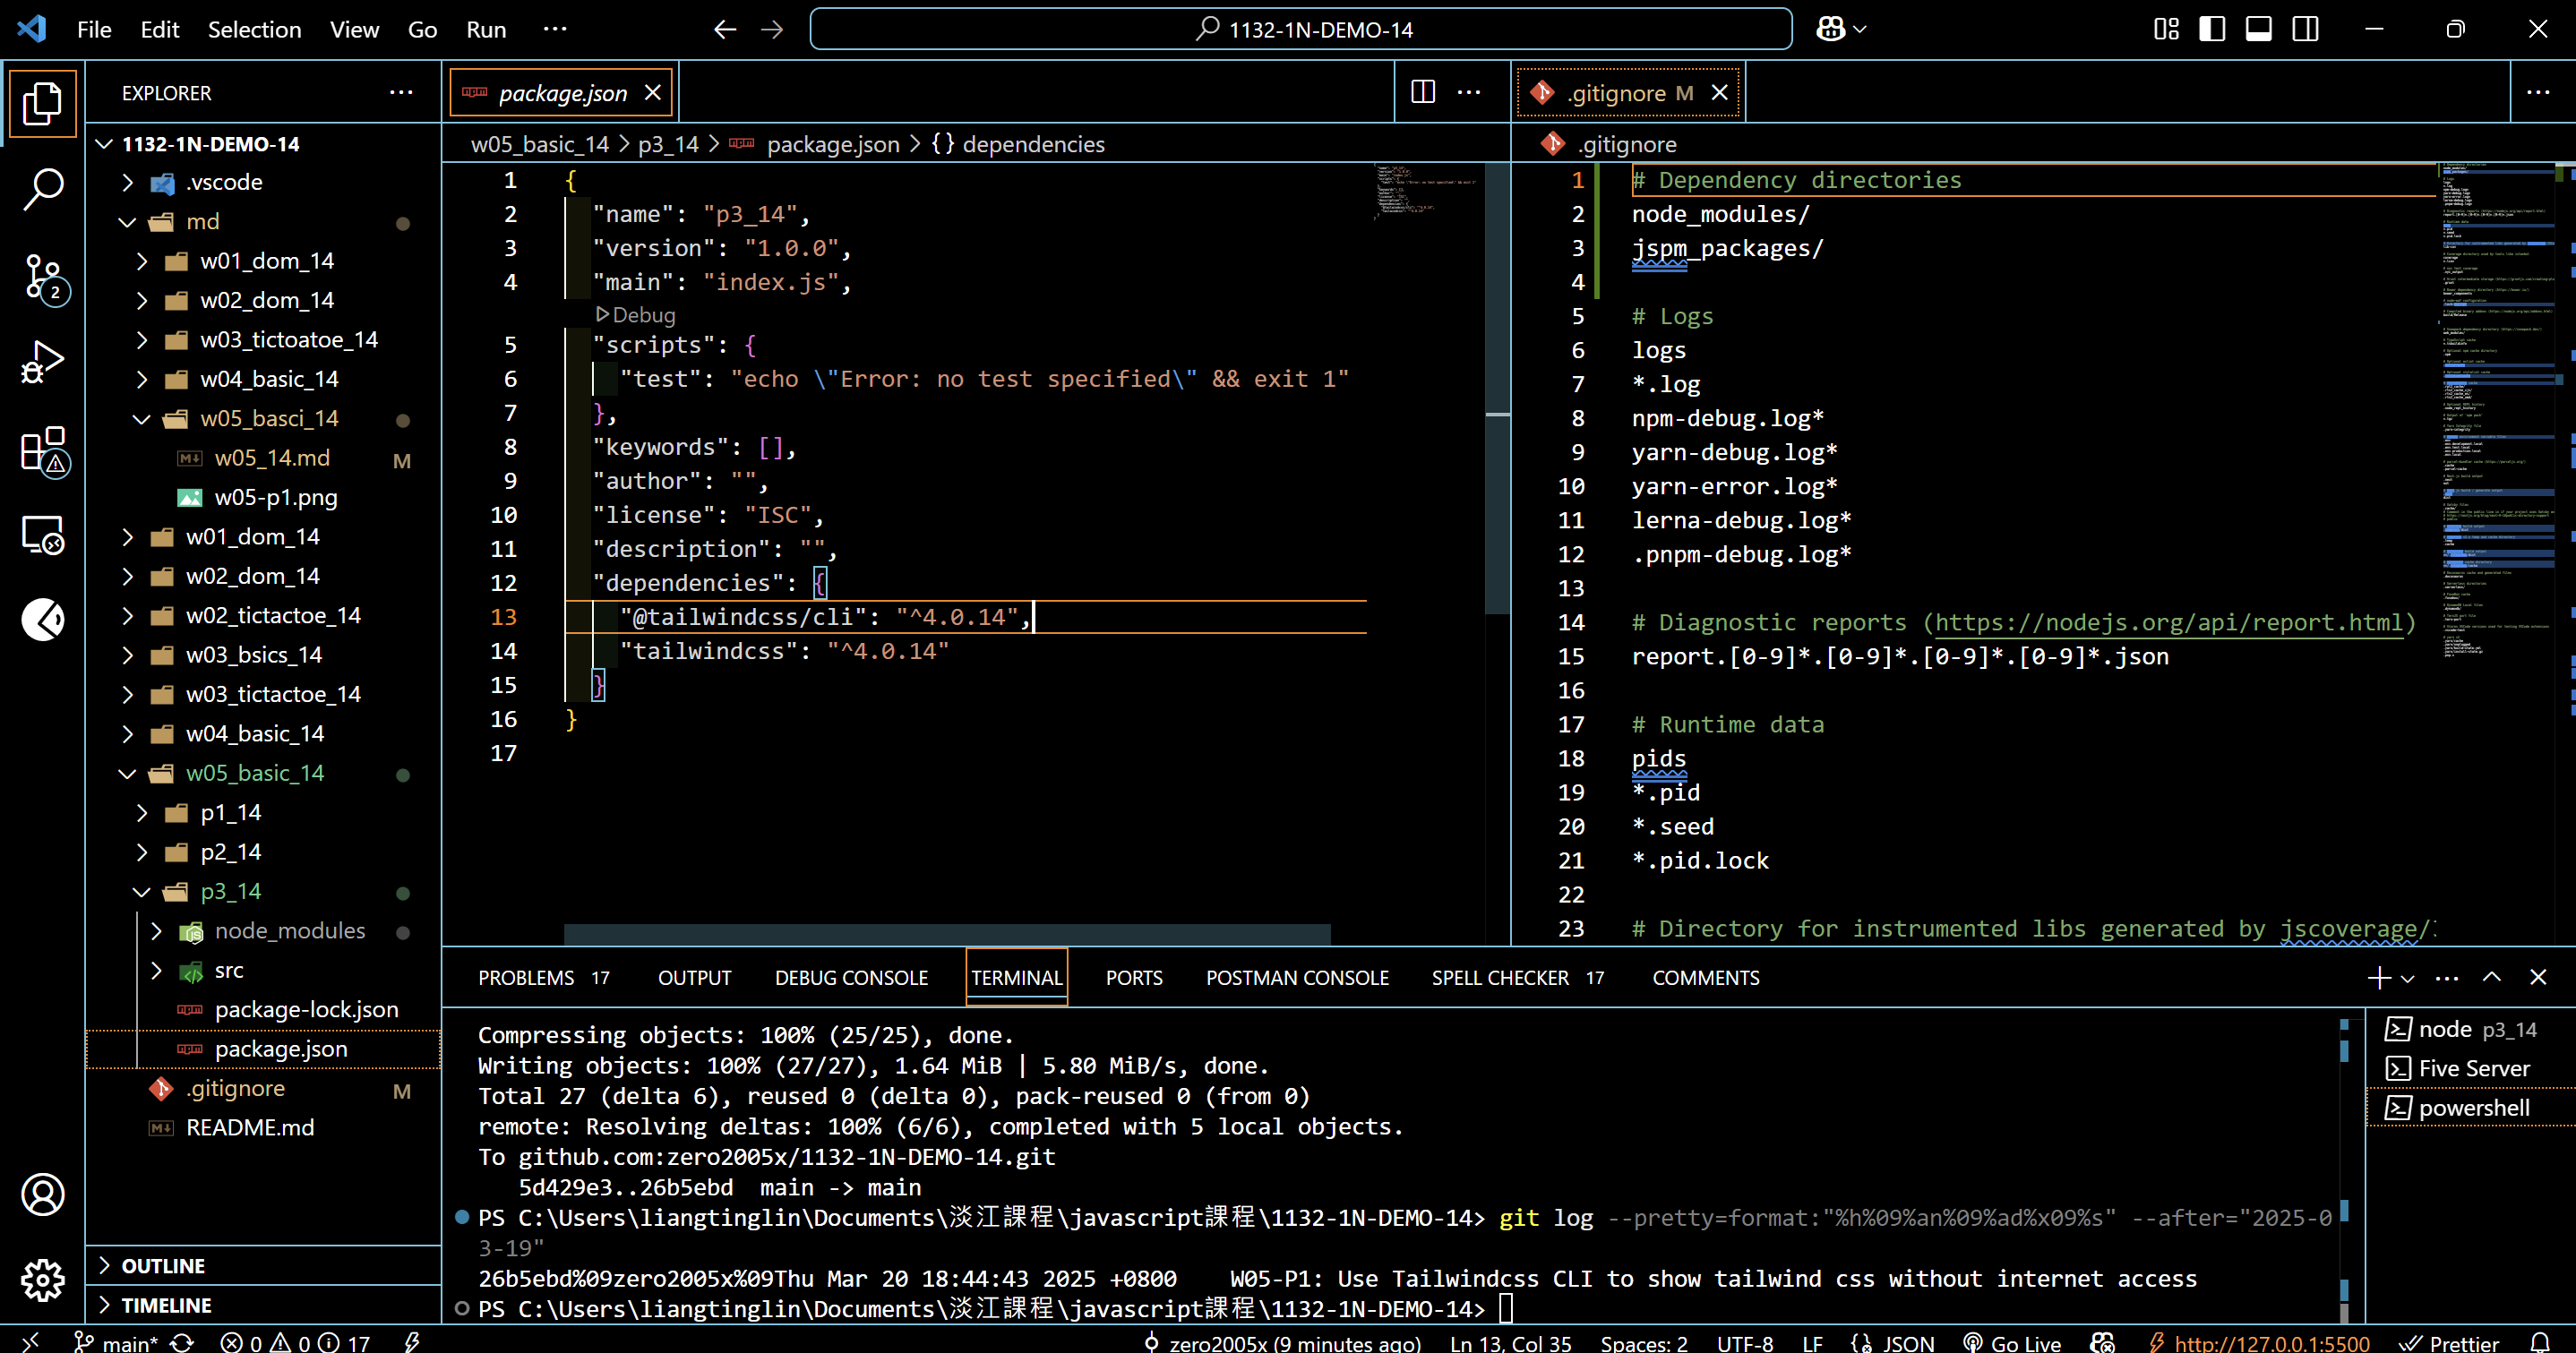 File Edit Selection View Go Run ··· 1132-1N-DEMO-14
EXPLORER
1132-1N-DEMO-14
.vscode
md
w01_dom_14
w02_dom_14
w03_tictoatoe_14
w04_basic_14
w05_basci_14
w05_14.md M
w05-p1.png
w01_dom_14
w02_dom_14
w02_tictactoe_14
w03_bsics_14
w03_tictactoe_14
w04_basic_14
w05_basic_14
p1_14
p2_14
p3_14
node_modules
src
package-lock.json
package.json
.gitignore M
README.md
OUTLINE
TIMELINE
2
package.json
w05_basic_14 > p3_14 > package.json > {} dependencies
1 {
2 "name": "p3_14",
3 "version": "1.0.0",
4 "main": "index.js",
Debug
5 "scripts": {
6 "test": "echo \"Error: no test specified\" && exit 1"
7 },
8 "keywords": [],
9 "author": "",
10 "license": "ISC",
11 "description": "",
12 "dependencies": {
13 "@tailwindcss/cli": "^4.0.14",
14 "tailwindcss": "^4.0.14"
15 }
16 }
17
.gitignore M
.gitignore
1 # Dependency directories
2 node_modules/
3 jspm_packages/
4
5 # Logs
6 logs
7 *.log
8 npm-debug.log*
9 yarn-debug.log*
10 yarn-error.log*
11 lerna-debug.log*
12 .pnpm-debug.log*
13
14 # Diagnostic reports (https://nodejs.org/api/report.html)
15 report.[0-9]*.[0-9]*.[0-9]*.[0-9]*.json
16
17 # Runtime data
18 pids
19 *.pid
20 *.seed
21 *.pid.lock
22
23 # Directory for instrumented libs generated by jscoverage/
PROBLEMS 17 OUTPUT DEBUG CONSOLE TERMINAL PORTS POSTMAN CONSOLE SPELL CHECKER 17 COMMENTS
Compressing objects: 100% (25/25), done.
Writing objects: 100% (27/27), 1.64 MiB | 5.80 MiB/s, done.
Total 27 (delta 6), reused 0 (delta 0), pack-reused 0 (from 0)
remote: Resolving deltas: 100% (6/6), completed with 5 local objects.
To github.com:zero2005x/1132-1N-DEMO-14.git
5d429e3..26b5ebd main -> main
PS C:\Users\liangtinglin\Documents\淡江課程\javascript課程\1132-1N-DEMO-14> git log --pretty=format:"%h%09%an%09%ad%x09%s" --after="2025-0
3-19"
26b5ebd%09zero2005x%09Thu Mar 20 18:44:43 2025 +0800 W05-P1: Use Tailwindcss CLI to show tailwind css without internet access
PS C:\Users\liangtinglin\Documents\淡江課程\javascript課程\1132-1N-DEMO-14>
node p3_14
Five Server
powershell
main* 0 0 17 zero2005x (9 minutes ago) Ln 13, Col 35 Spaces: 2 UTF-8 LF JSON Go Live http://127.0.0.1:5500 Prettier